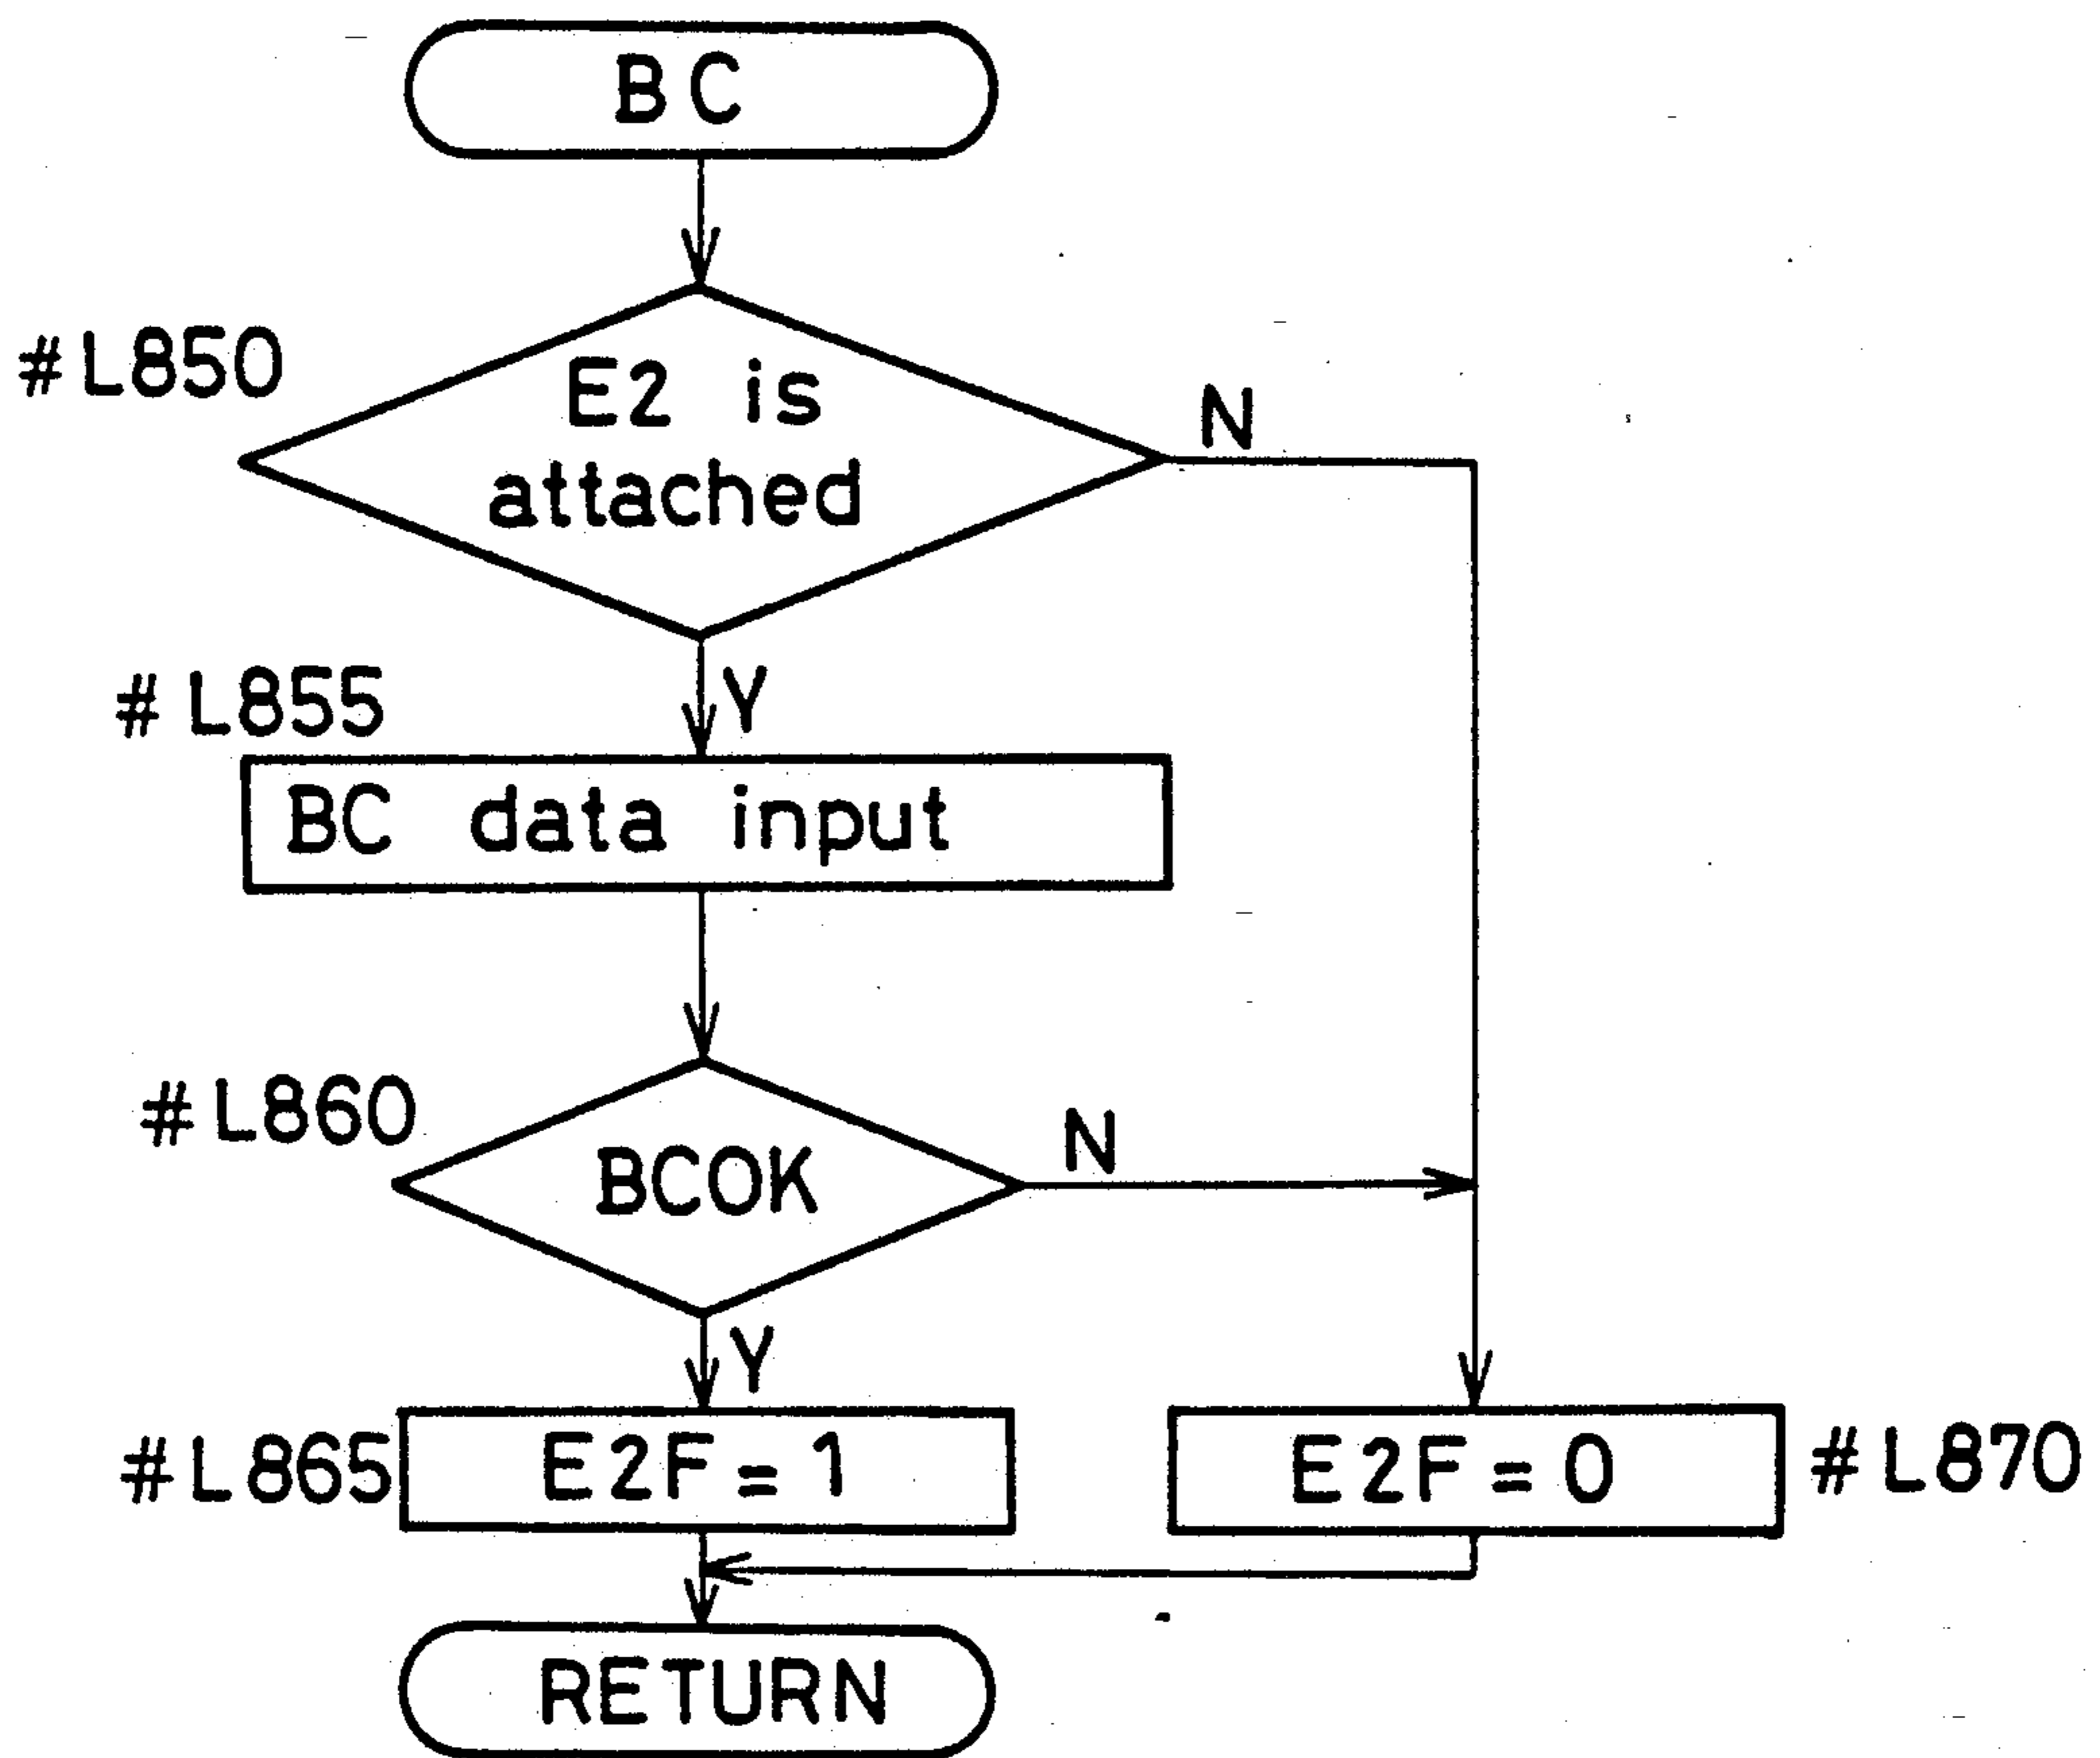 BC
#L850
E2 is
attached
N
#L855
Y
BC data input
#L860
BCOK
N
Y
#L865
E2F=1
E2F=0
#L870
RETURN